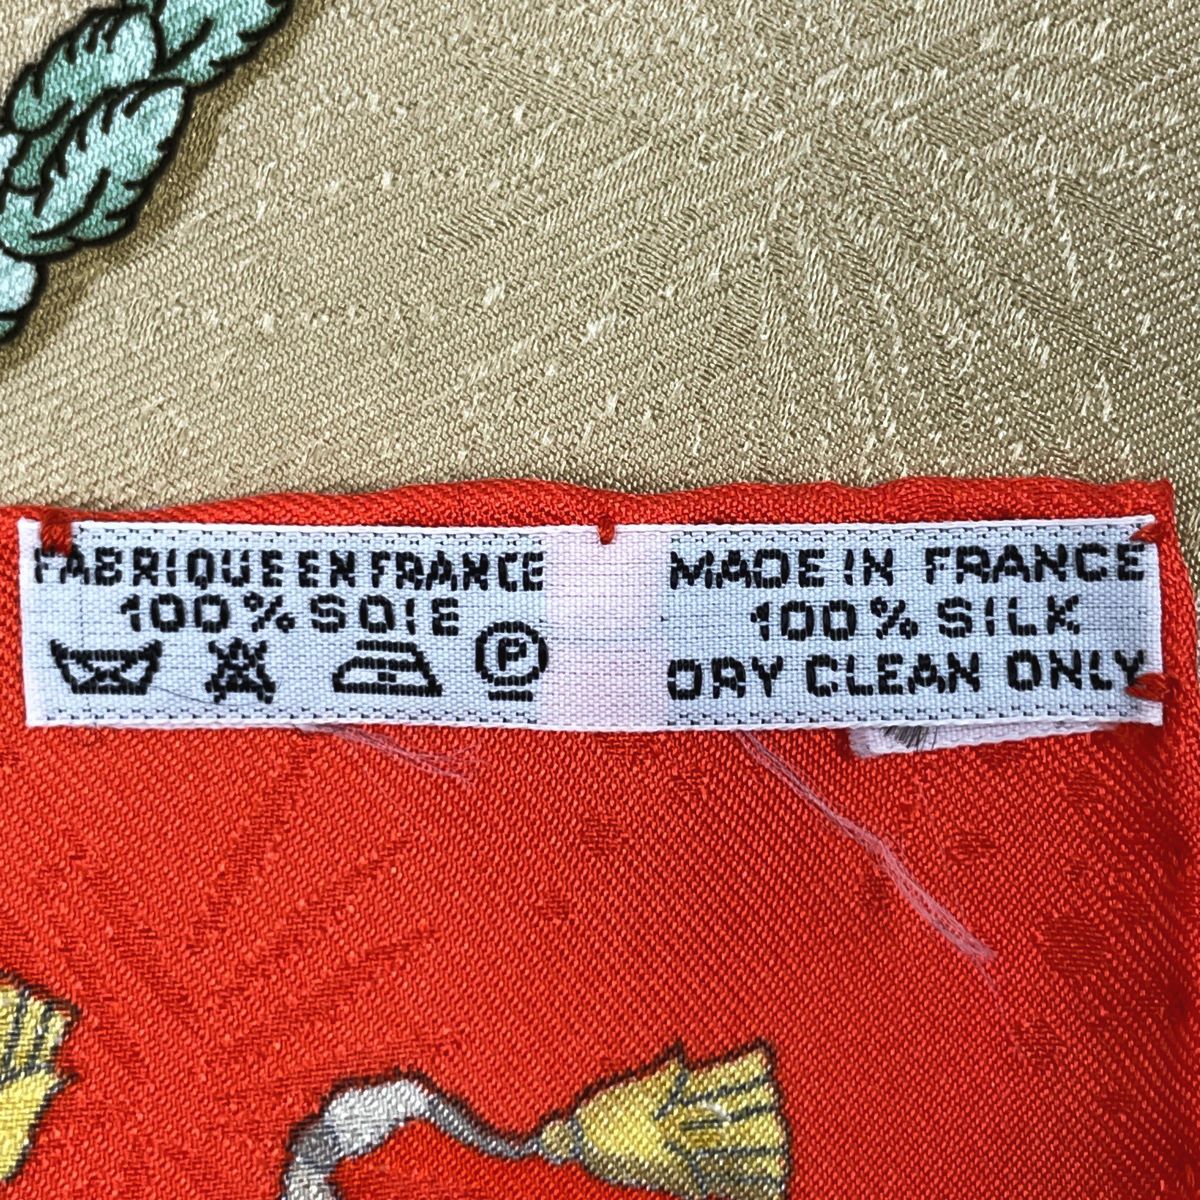 FABRIQUE EN FRANCE
100% SOIE
P
MADE IN FRANCE
100% SILK
DRY CLEAN ONLY